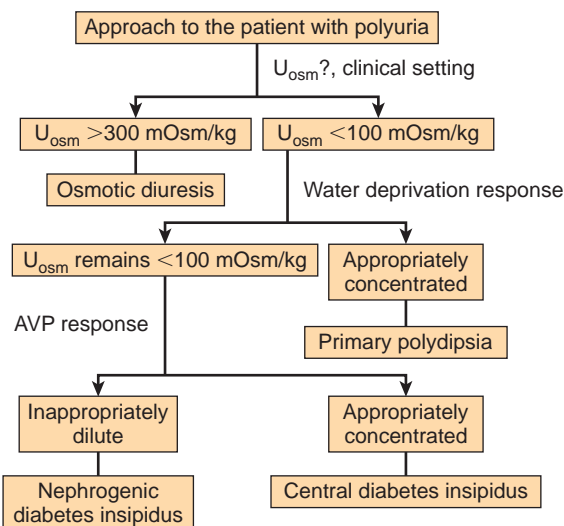 Approach to the patient with polyuria
Uosm?, clinical setting
Uosm >300 mOsm/kg
Uosm <100 mOsm/kg
Osmotic diuresis
Water deprivation response
Uosm remains <100 mOsm/kg
Appropriately
concentrated
AVP response
Primary polydipsia
Inappropriately
dilute
Appropriately
concentrated
Nephrogenic
diabetes insipidus
Central diabetes insipidus